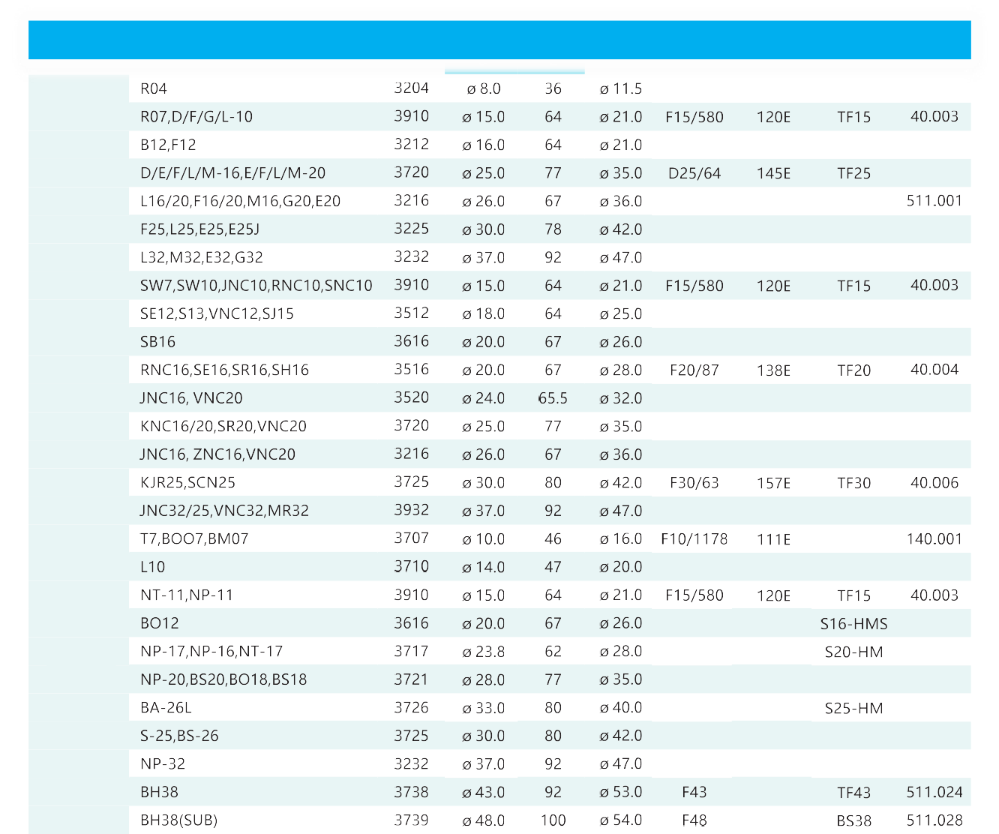 R04 3204 ø 8.0 36 ø 11.5
R07,D/F/G/L-10 3910 ø 15.0 64 ø 21.0 F15/580 120E TF15 40.003
B12,F12 3212 ø 16.0 64 ø 21.0
D/E/F/L/M-16,E/F/L/M-20 3720 ø 25.0 77 ø 35.0 D25/64 145E TF25
L16/20,F16/20,M16,G20,E20 3216 ø 26.0 67 ø 36.0 511.001
F25,L25,E25,E25J 3225 ø 30.0 78 ø 42.0
L32,M32,E32,G32 3232 ø 37.0 92 ø 47.0
SW7,SW10,JNC10,RNC10,SNC10 3910 ø 15.0 64 ø 21.0 F15/580 120E TF15 40.003
SE12,S13,VNC12,SJ15 3512 ø 18.0 64 ø 25.0
SB16 3616 ø 20.0 67 ø 26.0
RNC16,SE16,SR16,SH16 3516 ø 20.0 67 ø 28.0 F20/87 138E TF20 40.004
JNC16, VNC20 3520 ø 24.0 65.5 ø 32.0
KNC16/20,SR20,VNC20 3720 ø 25.0 77 ø 35.0
JNC16, ZNC16,VNC20 3216 ø 26.0 67 ø 36.0
KJR25,SCN25 3725 ø 30.0 80 ø 42.0 F30/63 157E TF30 40.006
JNC32/25,VNC32,MR32 3932 ø 37.0 92 ø 47.0
T7,BOO7,BM07 3707 ø 10.0 46 ø 16.0 F10/1178 111E 140.001
L10 3710 ø 14.0 47 ø 20.0
NT-11,NP-11 3910 ø 15.0 64 ø 21.0 F15/580 120E TF15 40.003
BO12 3616 ø 20.0 67 ø 26.0 S16-HMS
NP-17,NP-16,NT-17 3717 ø 23.8 62 ø 28.0 S20-HM
NP-20,BS20,BO18,BS18 3721 ø 28.0 77 ø 35.0
BA-26L 3726 ø 33.0 80 ø 40.0 S25-HM
S-25,BS-26 3725 ø 30.0 80 ø 42.0
NP-32 3232 ø 37.0 92 ø 47.0
BH38 3738 ø 43.0 92 ø 53.0 F43 TF43 511.024
BH38(SUB) 3739 ø 48.0 100 ø 54.0 F48 BS38 511.028